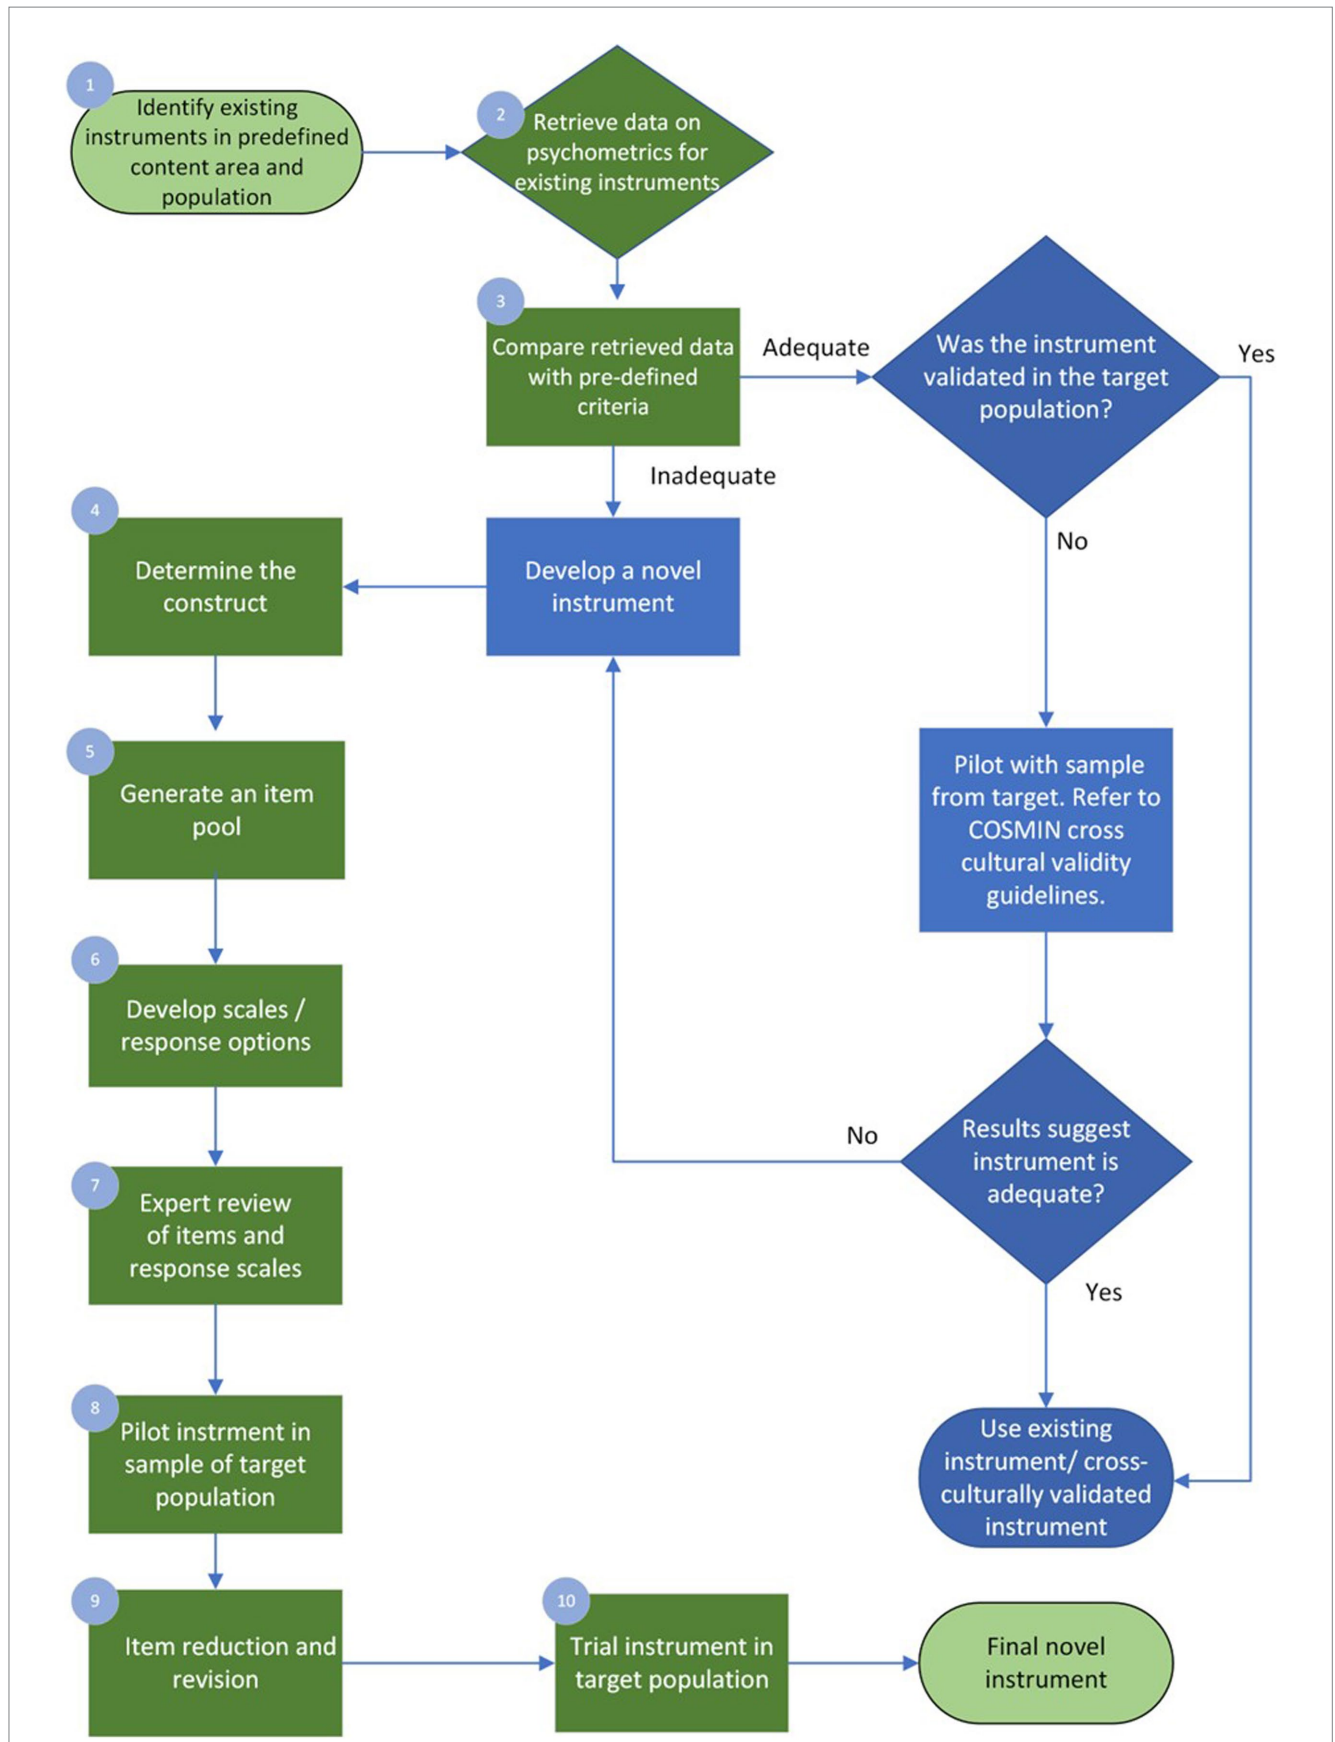 1
Identify existing
instruments in predefined
content area and
population
2
Retrieve data on
psychometrics for
existing instruments
3
Compare retrieved data
with pre-defined
criteria
Adequate
Was the instrument
validated in the target
population?
Yes
Inadequate
No
4
Determine the
construct
Develop a novel
instrument
5
Generate an item
pool
Pilot with sample
from target. Refer to
COSMIN cross
cultural validity
guidelines.
6
Develop scales /
response options
No
Results suggest
instrument is
adequate?
Yes
7
Expert review
of items and
response scales
8
Pilot instrment in
sample of target
population
Use existing
instrument/ cross-
culturally validated
instrument
9
Item reduction and
revision
10
Trial instrument in
target population
Final novel
instrument